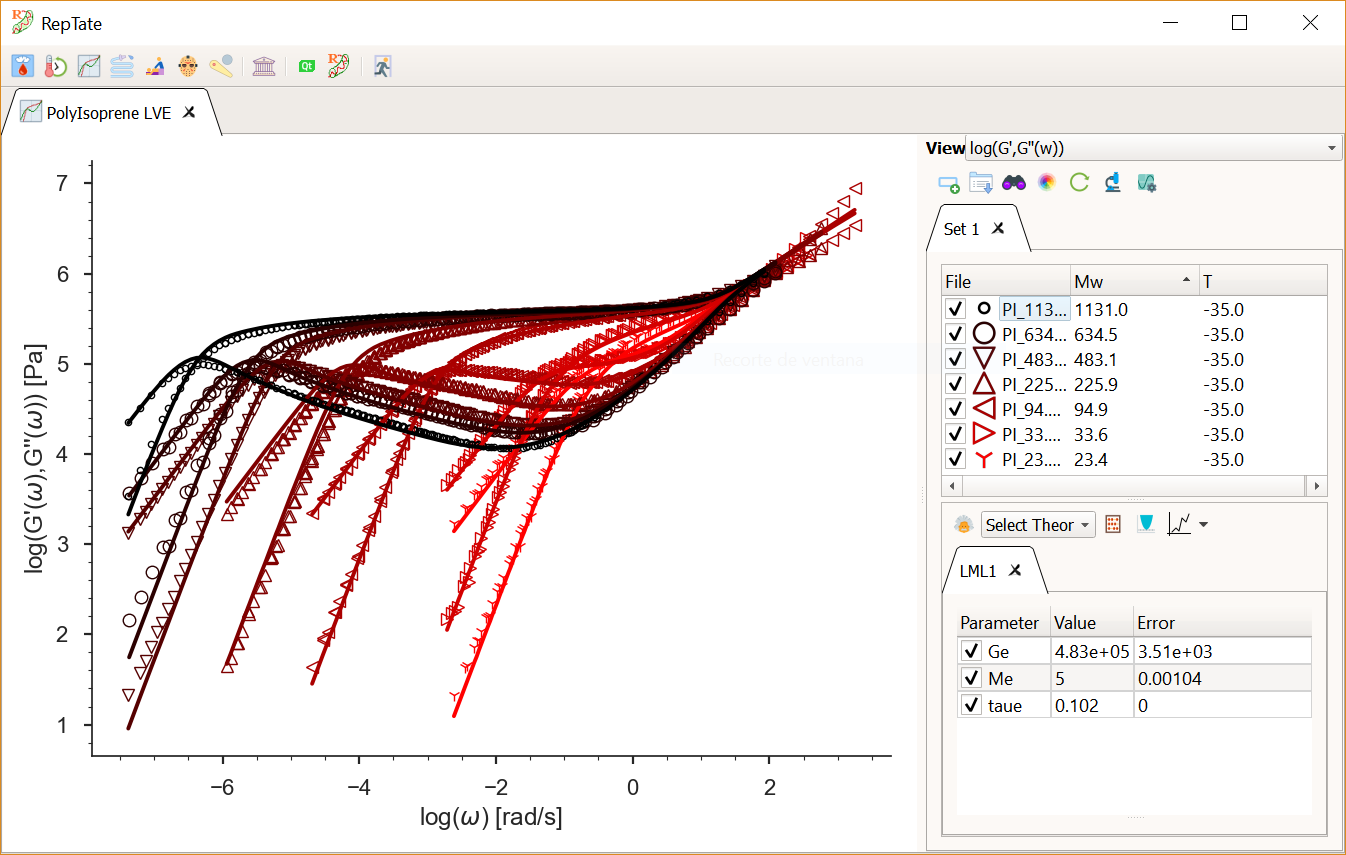 RepTate
PolyIsoprene LVE
View log(G',G"(w))
Set 1
File Mw T
PI_113... 1131.0 -35.0
PI_634... 634.5 -35.0
PI_483... 483.1 -35.0
PI_225... 225.9 -35.0
PI_94.... 94.9 -35.0
PI_33.... 33.6 -35.0
PI_23.... 23.4 -35.0
Select Theor
LML1
Parameter Value Error
Ge 4.83e+05 3.51e+03
Me 5 0.00104
taue 0.102 0
log(G'(ω),G"(ω)) [Pa]
7
6
5
4
3
2
1
−6 −4 −2 0 2
log(ω) [rad/s]
Recorte de ventana
Qt